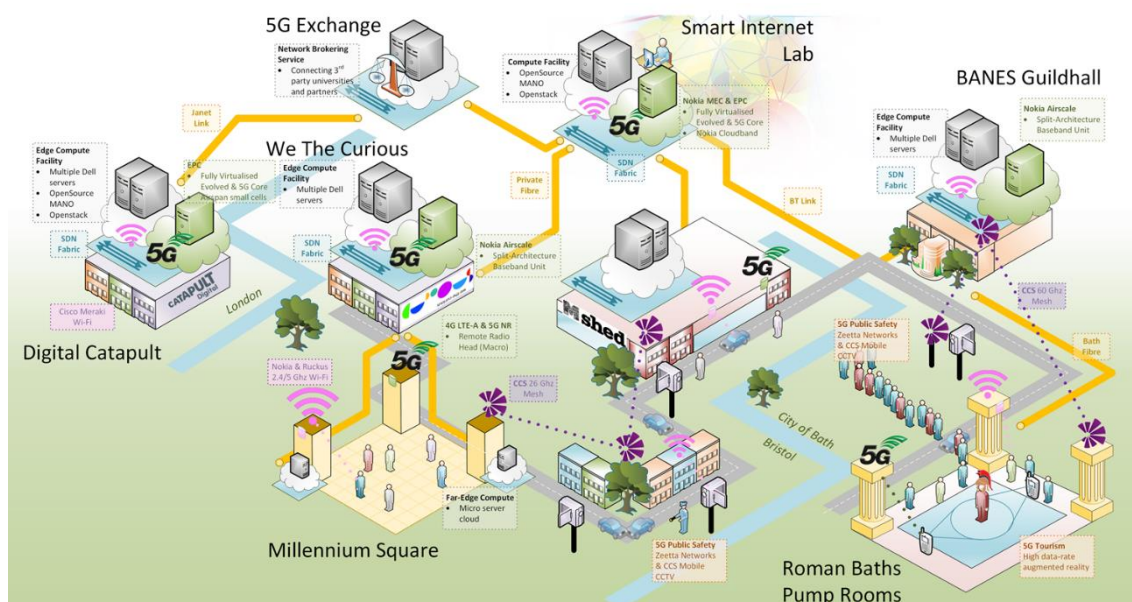 5G Exchange
Network Brokering
Service
• Connecting 3rd
party universities
and partners
Smart Internet
Lab
Compute Facility
• OpenSource
MANO
• Openstack
5G
Nokia MEC & EPC
• Fully Virtualised
Evolved & 5G Core
• Nokia Cloudband
SDN
Fabric
BANES Guildhall
Nokia Airscale
• Split-Architecture
Baseband Unit
Edge Compute
Facility
• Multiple Dell
servers
SDN
Fabric
Janet
Link
Private
Fibre
BT Link
Edge Compute
Facility
• Multiple Dell
servers
• OpenSource
MANO
• Openstack
EPC
• Fully Virtualised
Evolved & 5G Core
• Airspan small cells
5G
SDN
Fabric
CATAPULT
Digital
Cisco Meraki
Wi-Fi
Digital Catapult
London
We The Curious
Edge Compute
Facility
• Multiple Dell
servers
5G
SDN
Fabric
Nokia Airscale
• Split-Architecture
Baseband Unit
M shed
5G
CCS 60 Ghz
Mesh
Bath
Fibre
4G LTE-A & 5G NR
• Remote Radio
Head (Macro)
5G
Nokia & Ruckus
2.4/5 Ghz Wi-Fi
CCS 26 Ghz
Mesh
5G Public Safety
Zeetta Networks
& CCS Mobile
CCTV
City of Bath
Bristol
5G
Far-Edge Compute
• Micro server
cloud
Millennium Square
5G Public Safety
Zeetta Networks
& CCS Mobile
CCTV
5G Tourism
High data-rate
augmented reality
Roman Baths
Pump Rooms